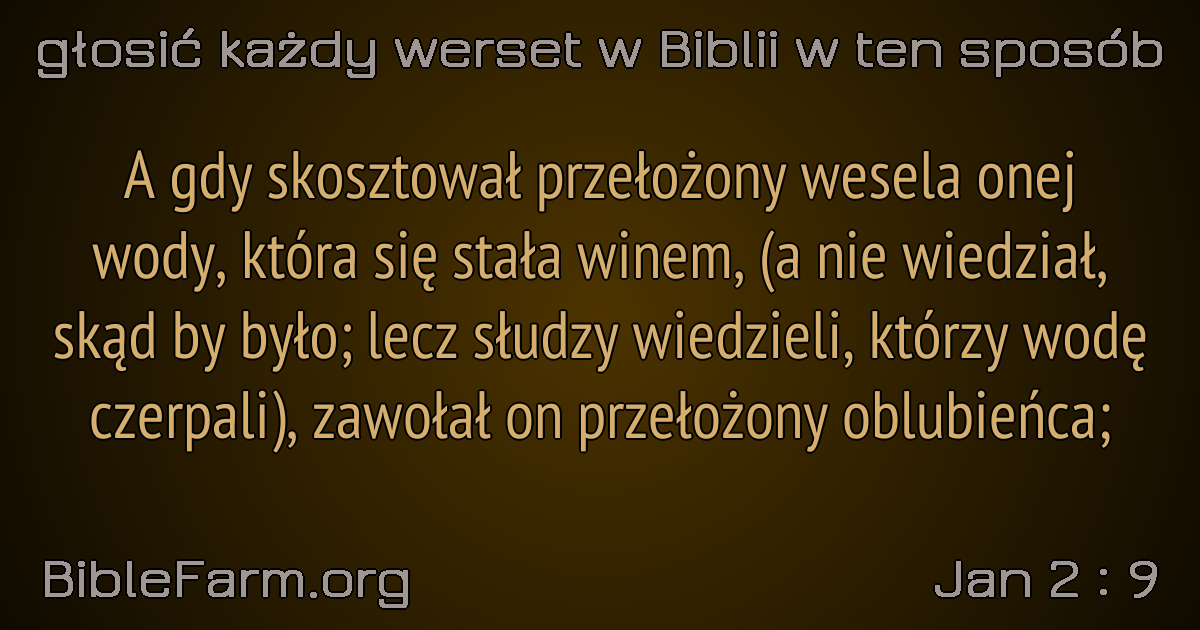 głosić każdy werset w Biblii w ten sposób
A gdy skosztował przełożony wesela onej
wody, która się stała winem, (a nie wiedział,
skąd by było; lecz słudzy wiedzieli, którzy wodę
czerpali), zawołał on przełożony oblubieńca;
BibleFarm.org
Jan 2 : 9